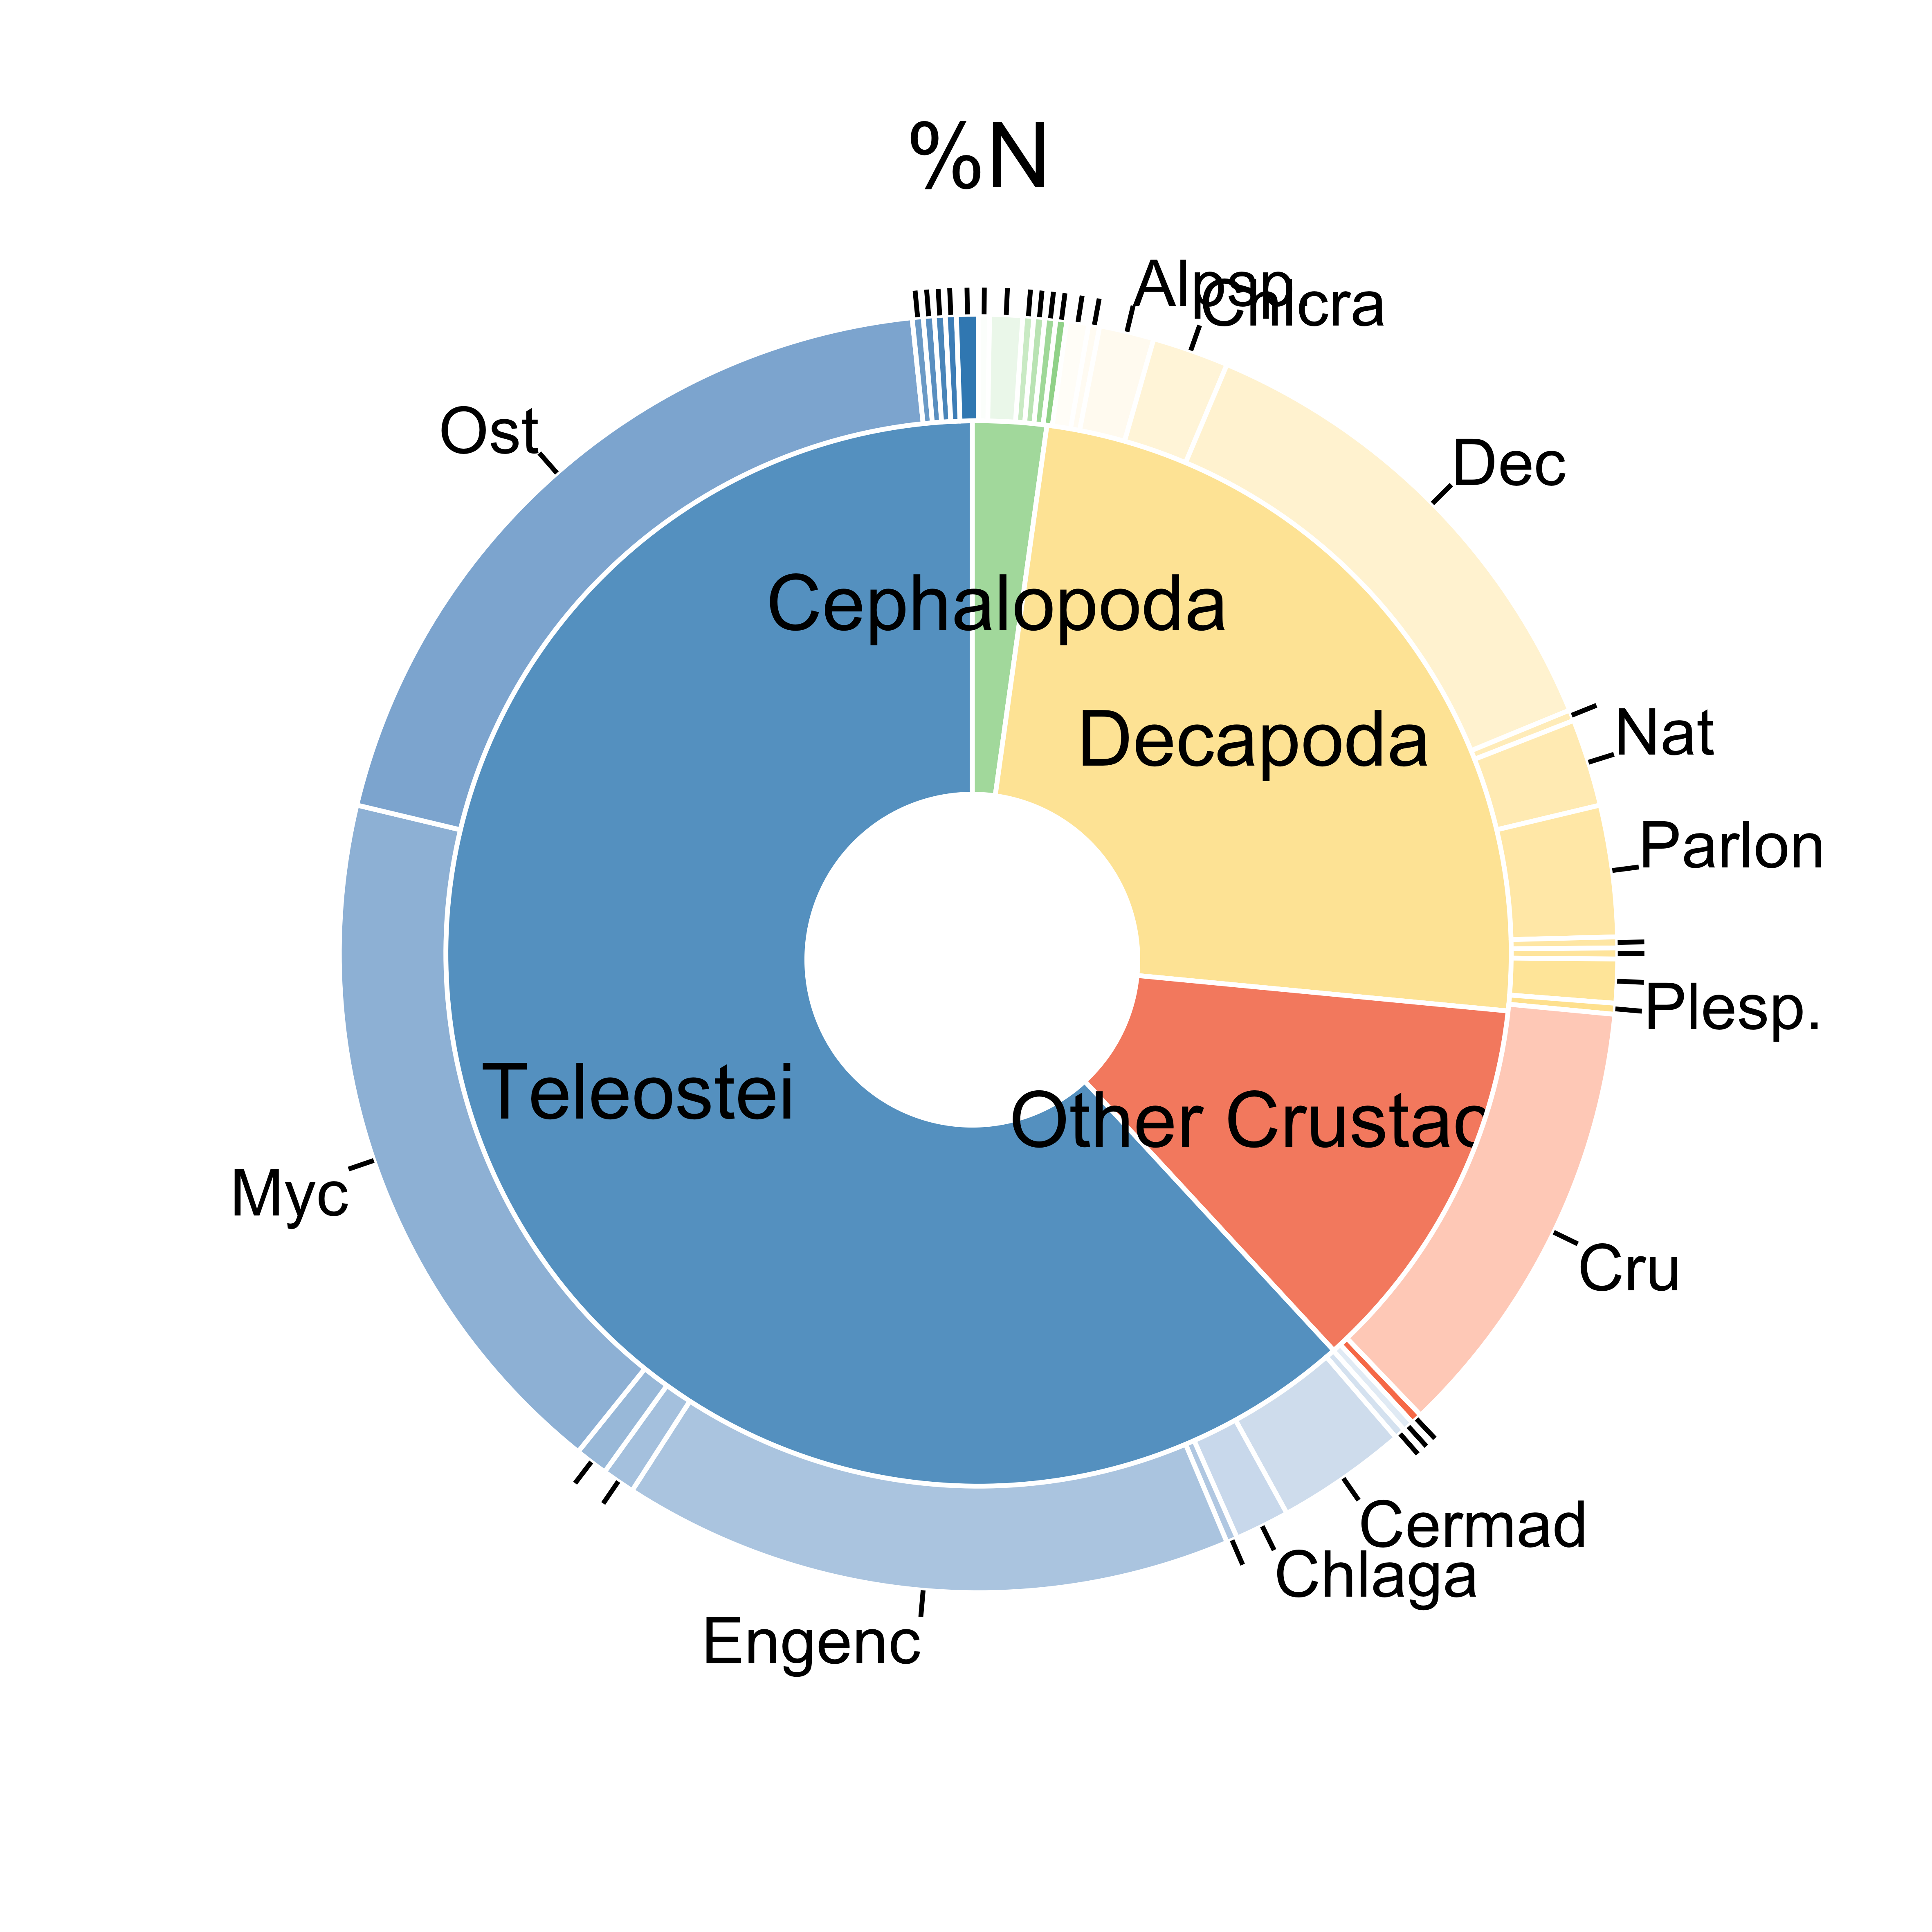 %N
Alpsp.
Chlcra
Ost
Dec
Cephalopoda
Nat
Decapoda
Parlon
Plesp.
Teleostei
Other Crustac
Myc
Cru
Cermad
Chlaga
Engenc